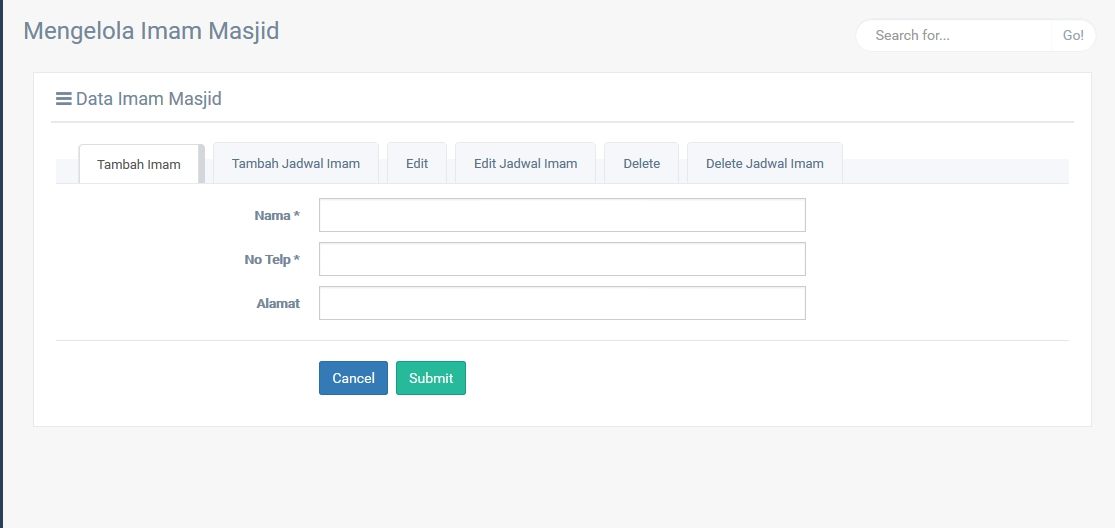 Mengelola Imam Masjid
Search for... Go!
Data Imam Masjid
Tambah Imam Tambah Jadwal Imam Edit Edit Jadwal Imam Delete Delete Jadwal Imam
Nama *
No Telp *
Alamat
Cancel Submit